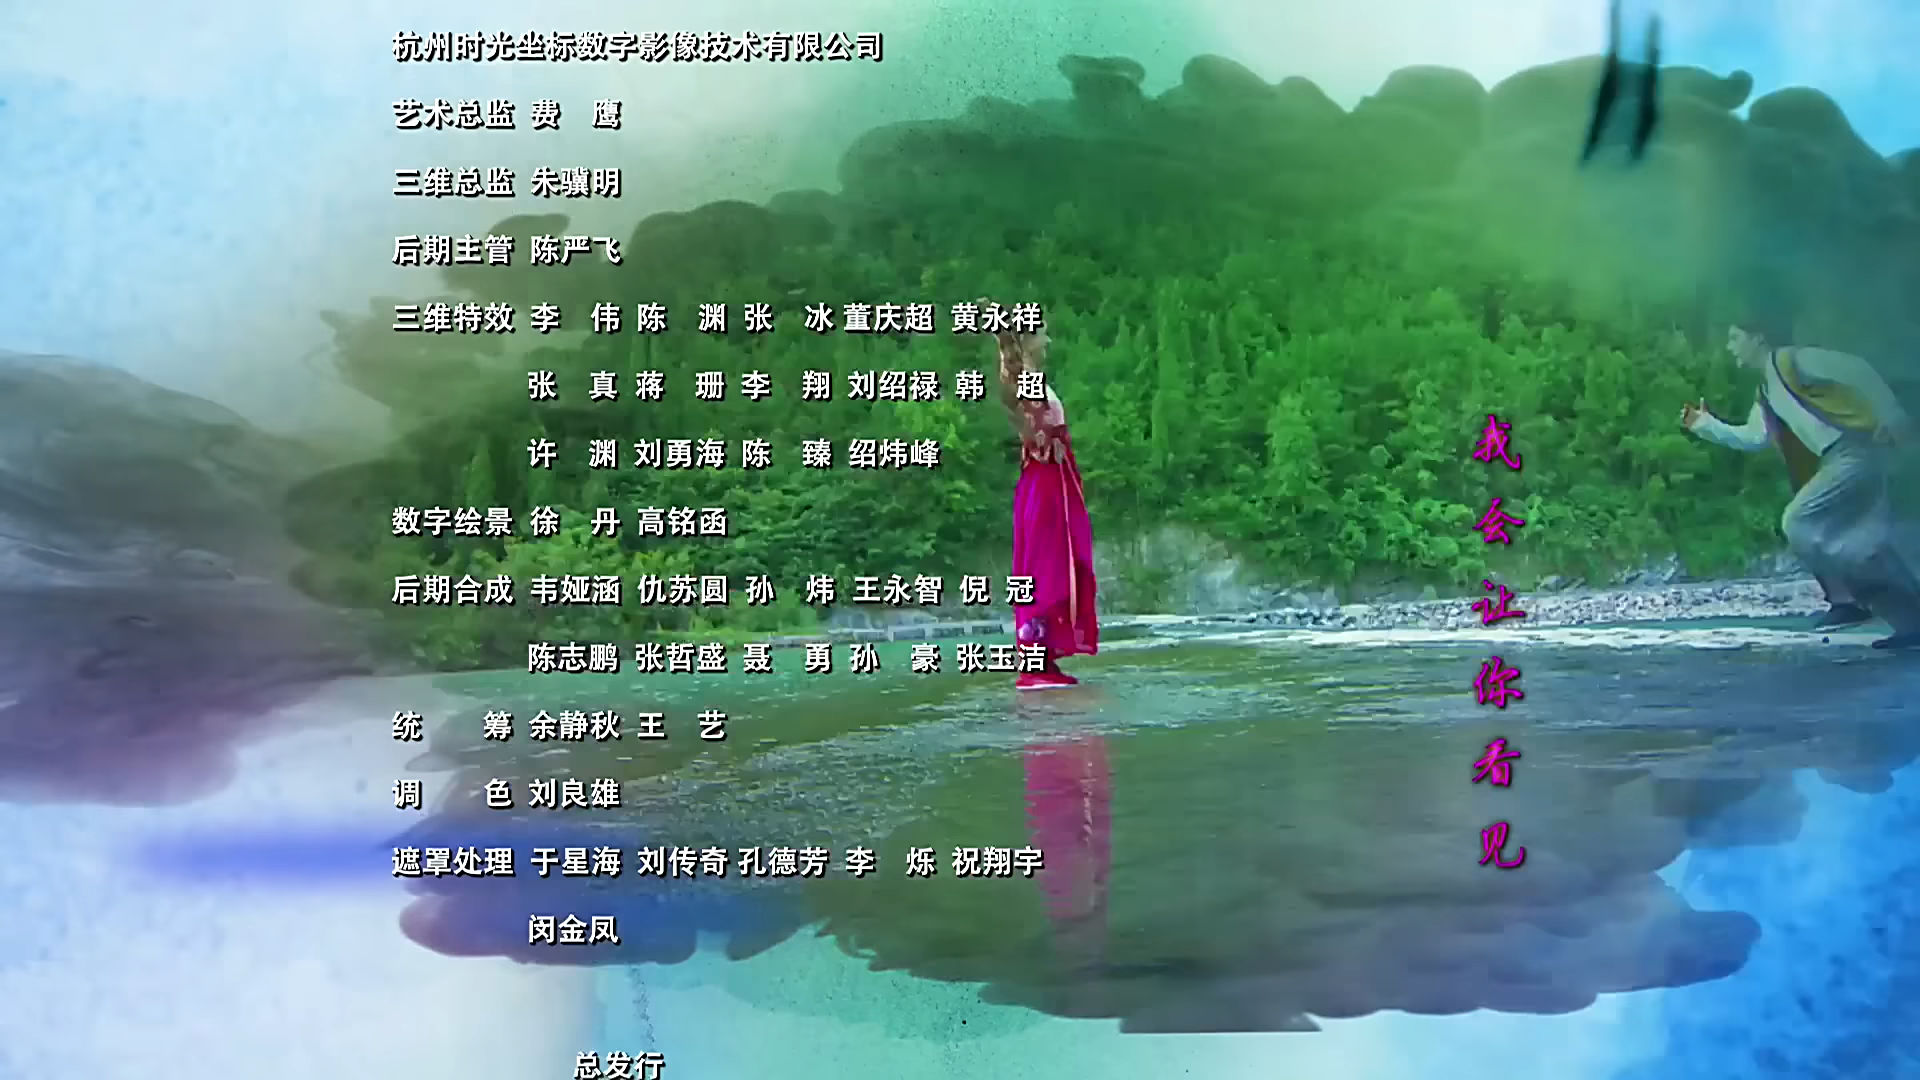 杭州时光坐标数字影像技术有限公司
艺术总监 费 鹰
三维总监 朱骥明
后期主管 陈严飞
三维特效 李 伟 陈 渊 张 冰 董庆超 黄永祥
张 真 蒋 珊 李 翔 刘绍禄 韩 超
许 渊 刘勇海 陈 臻 绍炜峰
数字绘景 徐 丹 高铭函
后期合成 韦娅涵 仇苏圆 孙 炜 王永智 倪 冠
陈志鹏 张哲盛 聂 勇 孙 豪 张玉洁
统 筹 余静秋 王 艺
调 色 刘良雄
遮罩处理 于星海 刘传奇 孔德芳 李 烁 祝翔宇
闵金凤
总发行
我会让你看见